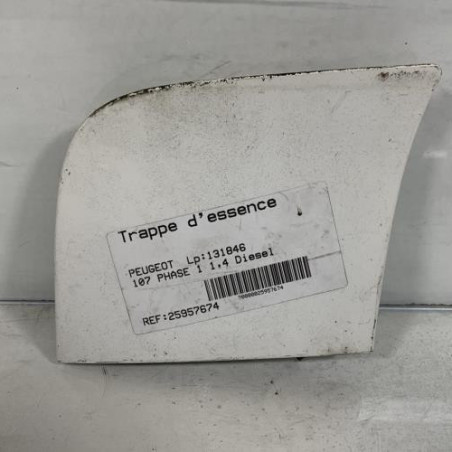 Trappe d'essence
PEUGEOT Lp:131846
107 PHASE 1 1,4 Diesel
REF:25957674